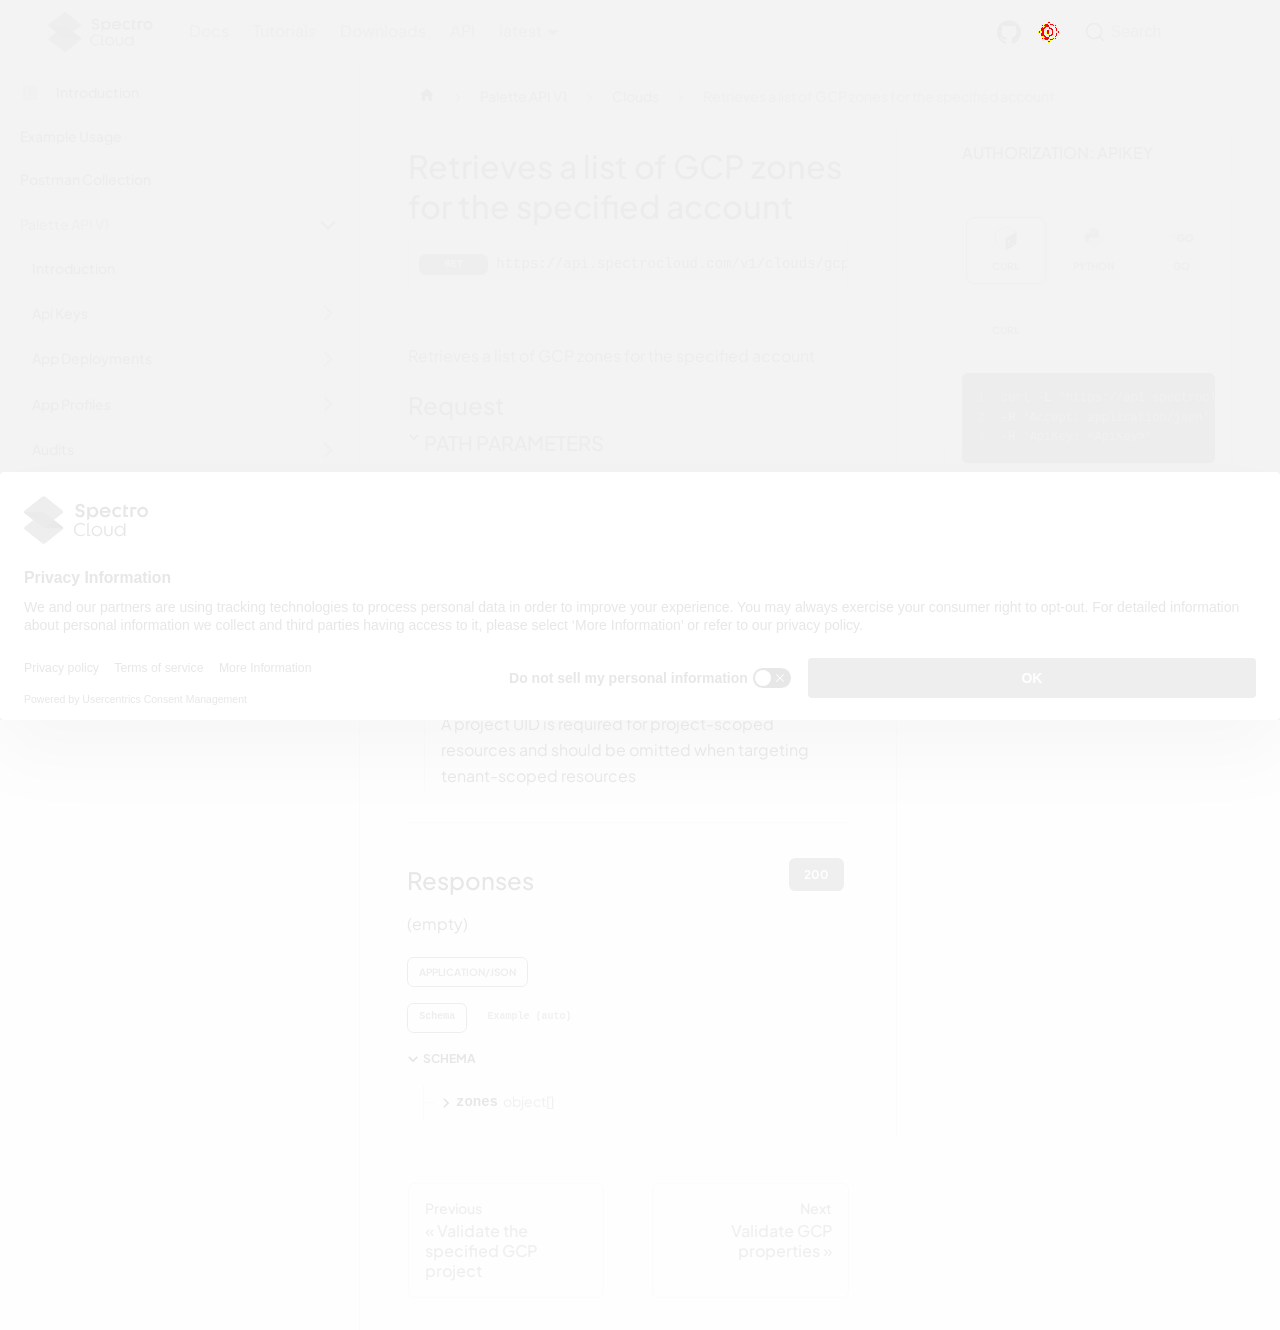 Spectro
Cloud
Docs Tutorials Downloads API latest
Search
Introduction
Example Usage
Postman Collection
Palette API V1
Introduction
Api Keys
App Deployments
App Profiles
Audits
Palette API V1
Clouds
Retrieves a list of GCP zones for the specified account
Retrieves a list of GCP zones
for the specified account
GET https://api.spectrocloud.com/v1/clouds/gcp
Retrieves a list of GCP zones for the specified account
Request
PATH PARAMETERS
AUTHORIZATION: APIKEY
CURL
PYTHON
GO
CURL
Spectro
Cloud
Privacy Information
We and our partners are using tracking technologies to process personal data in order to improve your experience. You may always exercise your consumer right to opt-out. For detailed information
about personal information we collect and third parties having access to it, please select ‘More Information’ or refer to our privacy policy.
Privacy policy Terms of service More Information
Powered by Usercentrics Consent Management
Do not sell my personal information
OK
A project UID is required for project-scoped
resources and should be omitted when targeting
tenant-scoped resources
Responses
200
(empty)
APPLICATION/JSON
Schema Example (auto)
SCHEMA
zones object[]
Previous
« Validate the
specified GCP
project
Next
Validate GCP
properties »